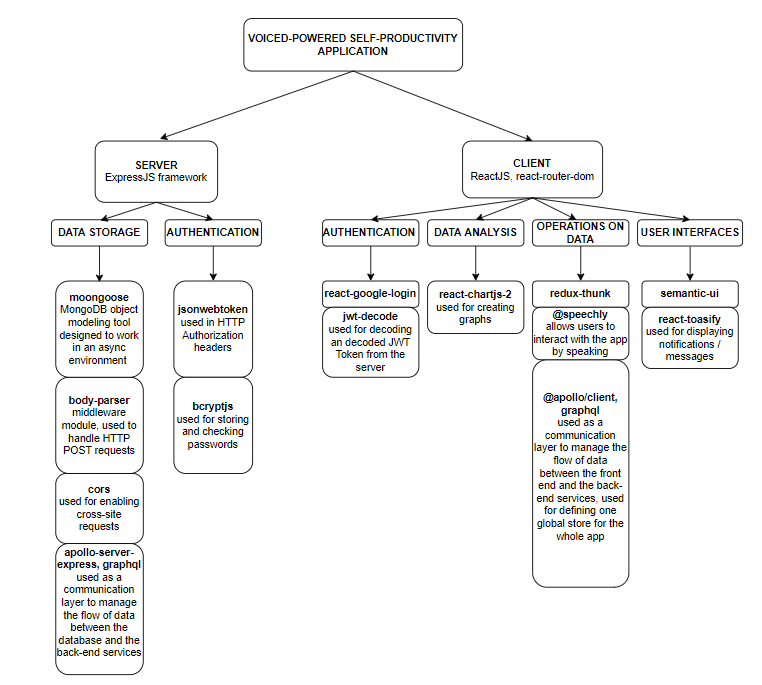 VOICED-POWERED SELF-PRODUCTIVITY
APPLICATION
SERVER
ExpressJS framework
CLIENT
ReactJS, react-router-dom
DATA STORAGE
AUTHENTICATION
AUTHENTICATION
DATA ANALYSIS
OPERATIONS ON
DATA
USER INTERFACES
moongoose
MongoDB object
modeling tool
designed to work
in an async
environment
body-parser
middleware
module, used to
handle HTTP
POST requests
cors
used for enabling
cross-site
requests
apollo-server-
express, graphql
used as a
communication
layer to manage
the flow of data
between the
database and the
back-end services
jsonwebtoken
used in HTTP
Authorization
headers
bcryptjs
used for storing
and checking
passwords
react-google-login
jwt-decode
used for decoding
an decoded JWT
Token from the
server
react-chartjs-2
used for creating
graphs
redux-thunk
@speechly
allows users to
interact with the app
by speaking
@apollo/client,
graphql
used as a
communication
layer to manage the
flow of data
between the front
end and the back-
end services, used
for defining one
global store for the
whole app
semantic-ui
react-toasify
used for displaying
notifications /
messages